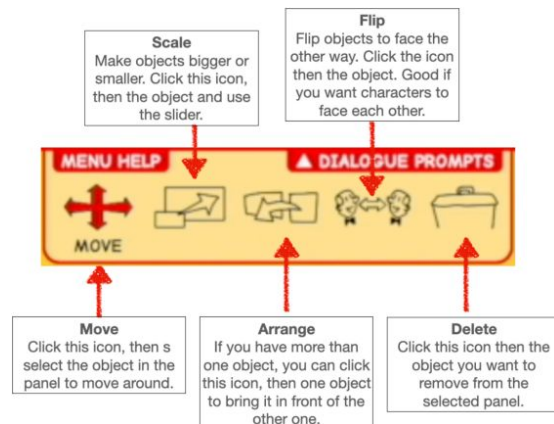 Scale
Make objects bigger or
smaller. Click this icon,
then the object and use
the slider.
Flip
Flip objects to face the
other way. Click the icon
then the object. Good if
you want characters to
face each other.
MENU HELP
▲ DIALOGUE PROMPTS
MOVE
Move
Click this icon, then s
select the object in the
panel to move around.
Arrange
If you have more than
one object, you can click
this icon, then one object
to bring it in front of the
other one.
Delete
Click this icon then the
object you want to
remove from the
selected panel.